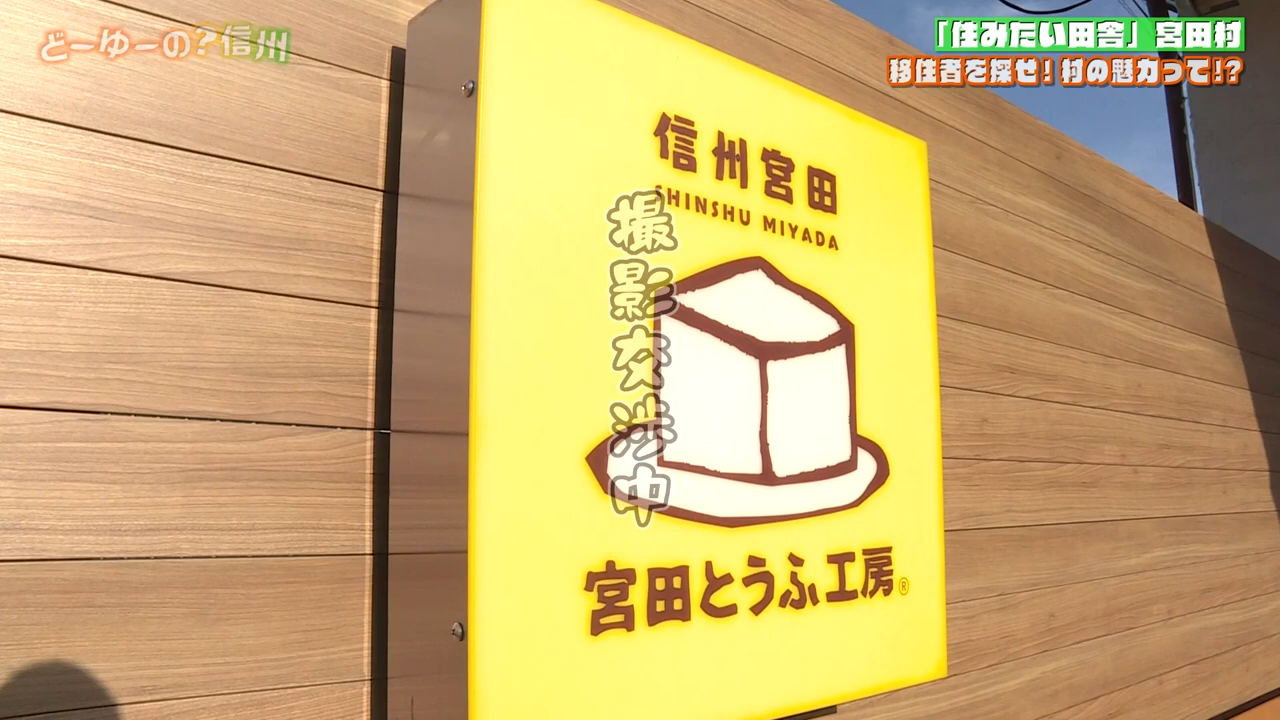 どーゆーの?信州
「住みたい田舎」宮田村
移住者を探せ!村の魅力って!?
信州宮田
SHINSHU MIYADA
撮影交渉中
宮田とうふ工房®